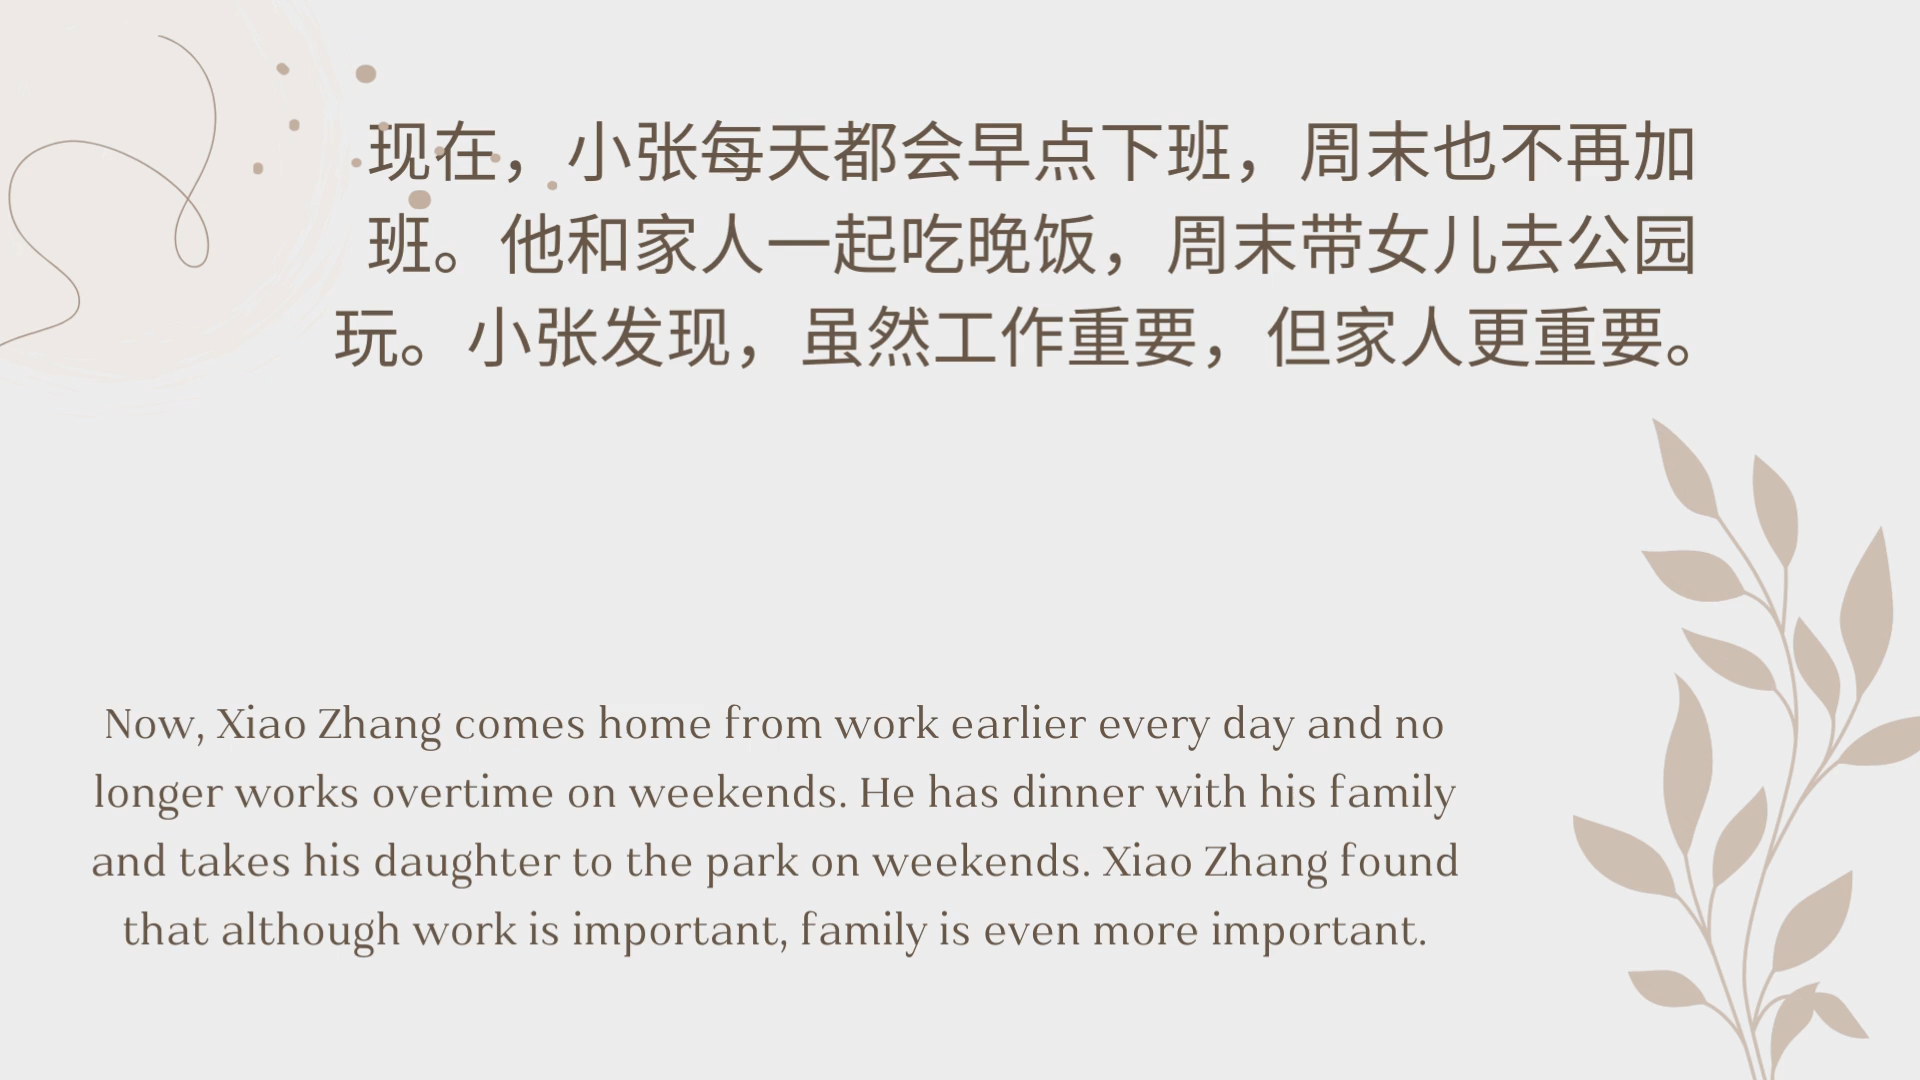 现在，小张每天都会早点下班，周末也不再加
班。他和家人一起吃晚饭，周末带女儿去公园
玩。小张发现，虽然工作重要，但家人更重要。
Now, Xiao Zhang comes home from work earlier every day and no
longer works overtime on weekends. He has dinner with his family
and takes his daughter to the park on weekends. Xiao Zhang found
that although work is important, family is even more important.